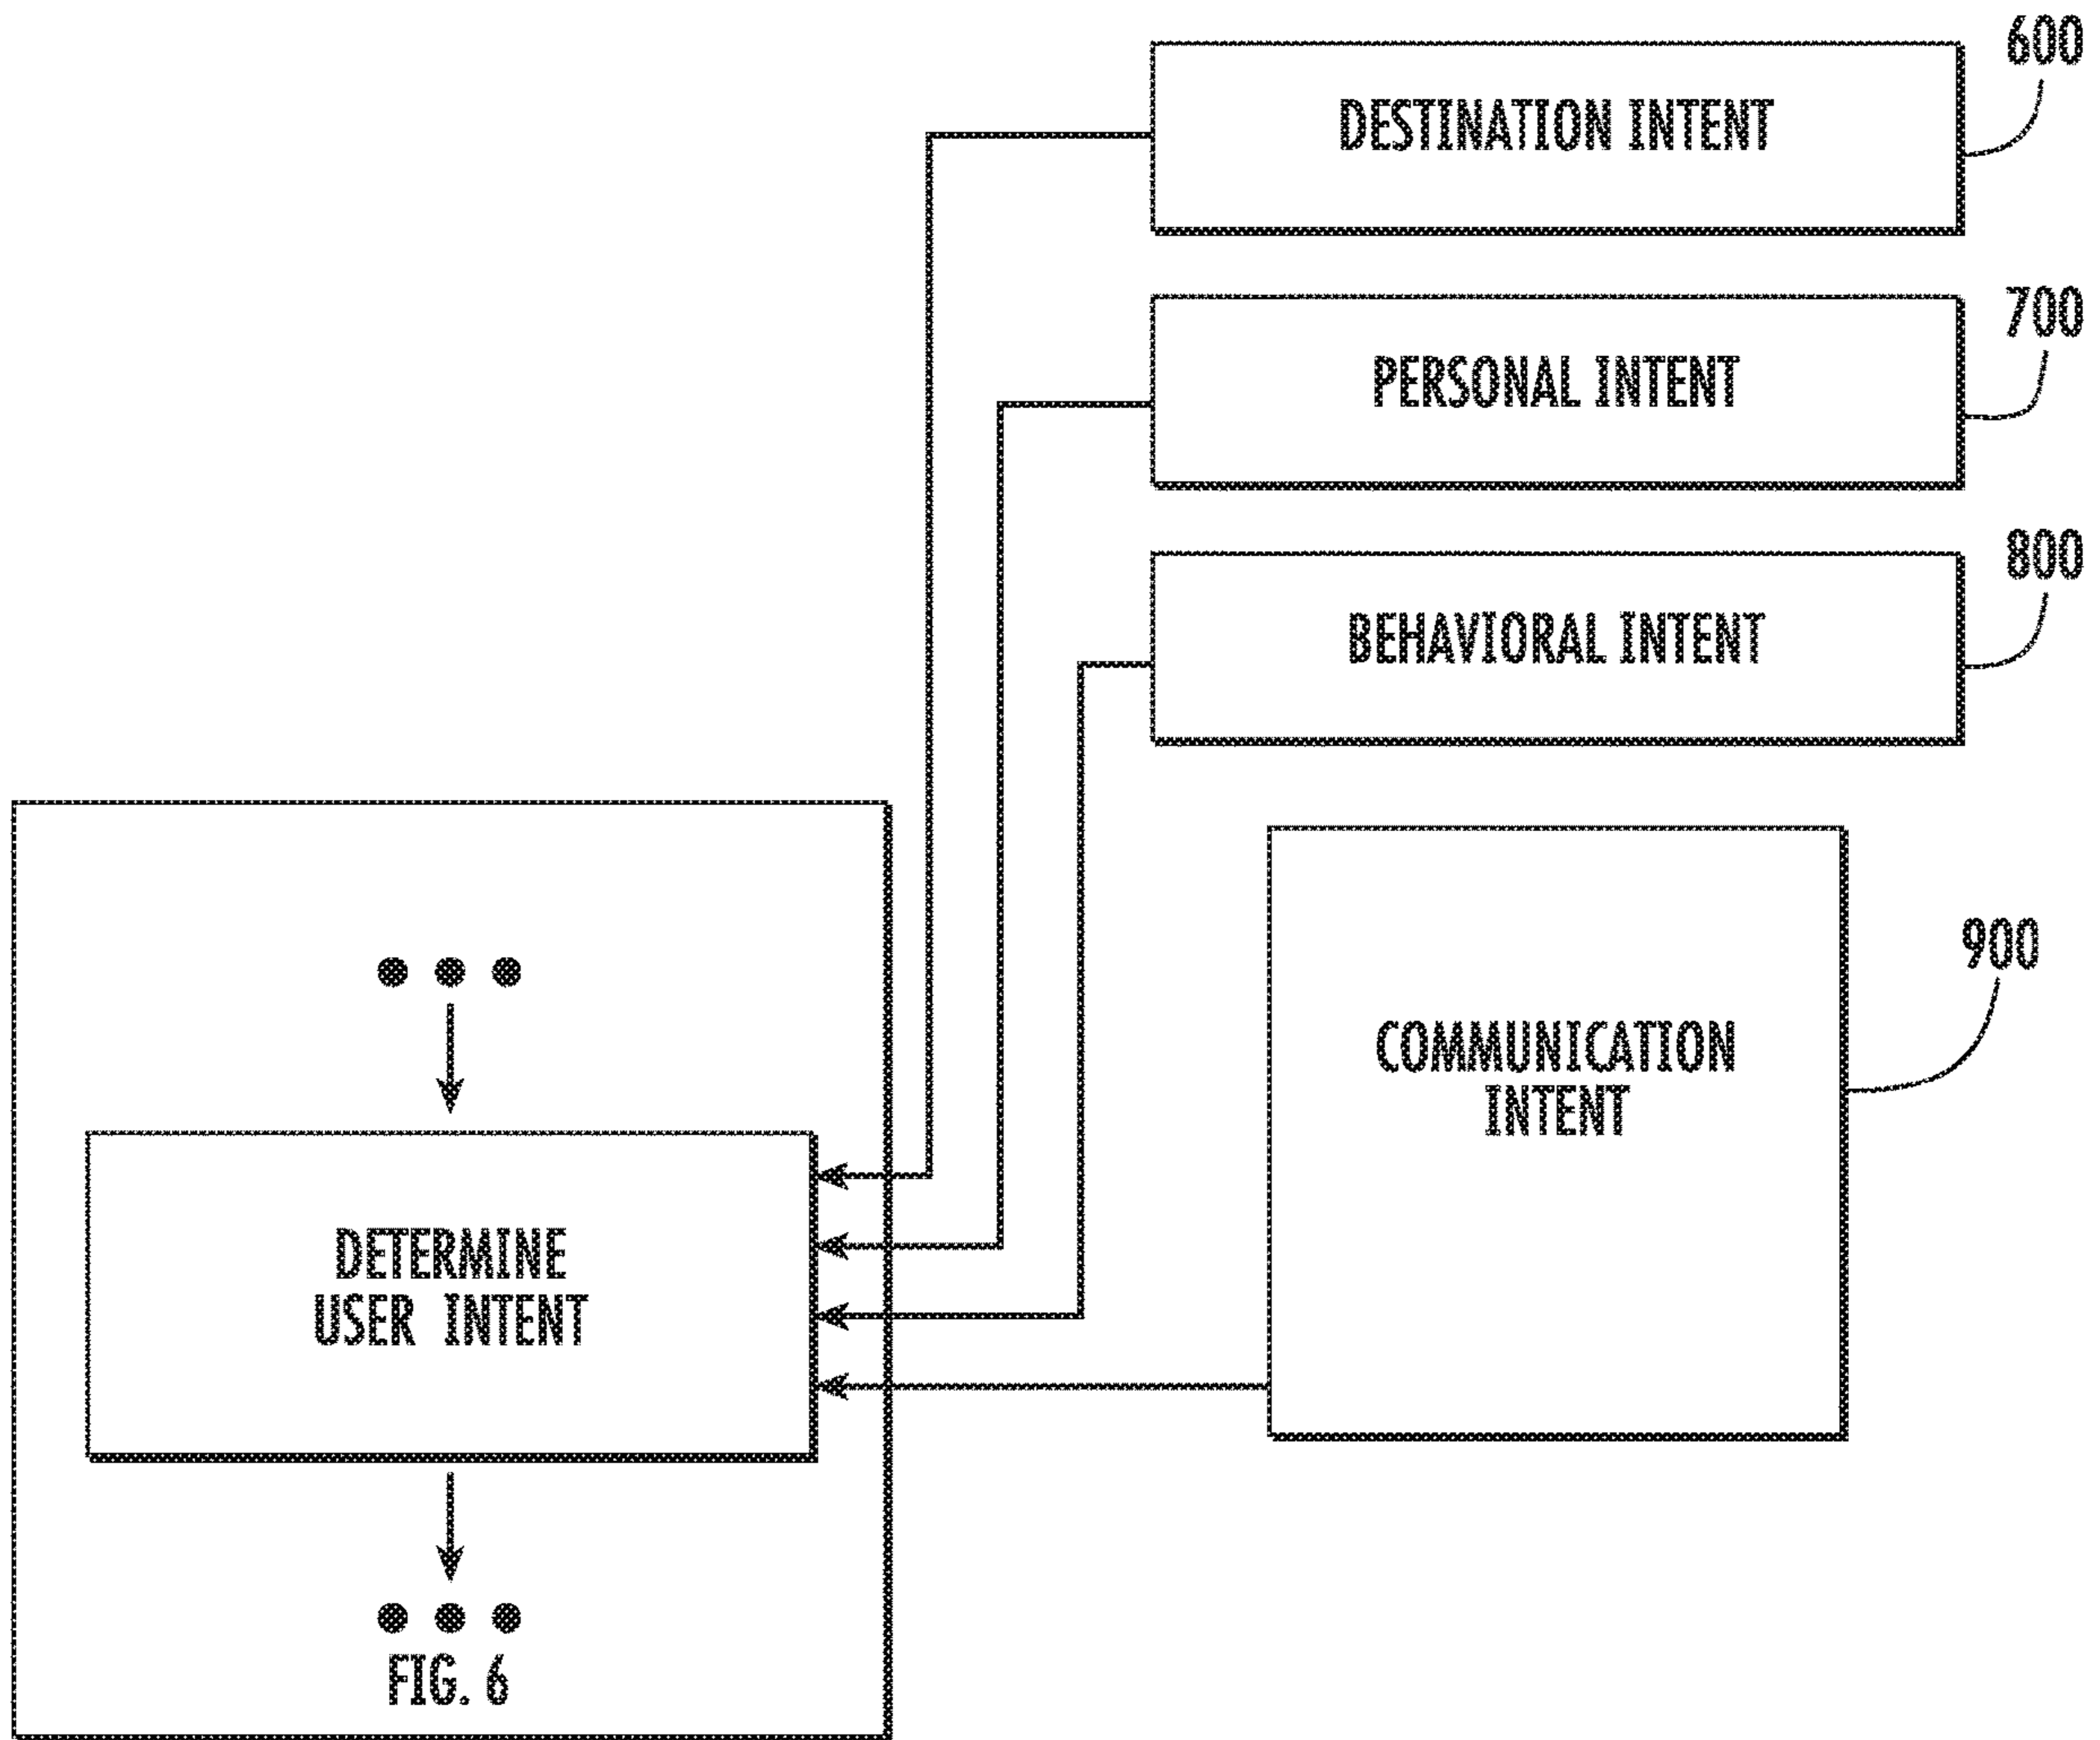 600
DESTINATION INTENT
700
PERSONAL INTENT
800
BEHAVIORAL INTENT
900
COMMUNICATION
INTENT
DETERMINE
USER INTENT
FIG. 6